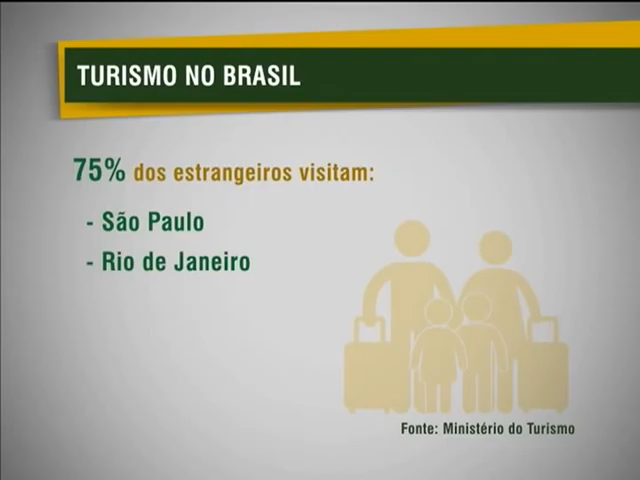 TURISMO NO BRASIL
75% dos estrangeiros visitam:
- São Paulo
- Rio de Janeiro
Fonte: Ministério do Turismo